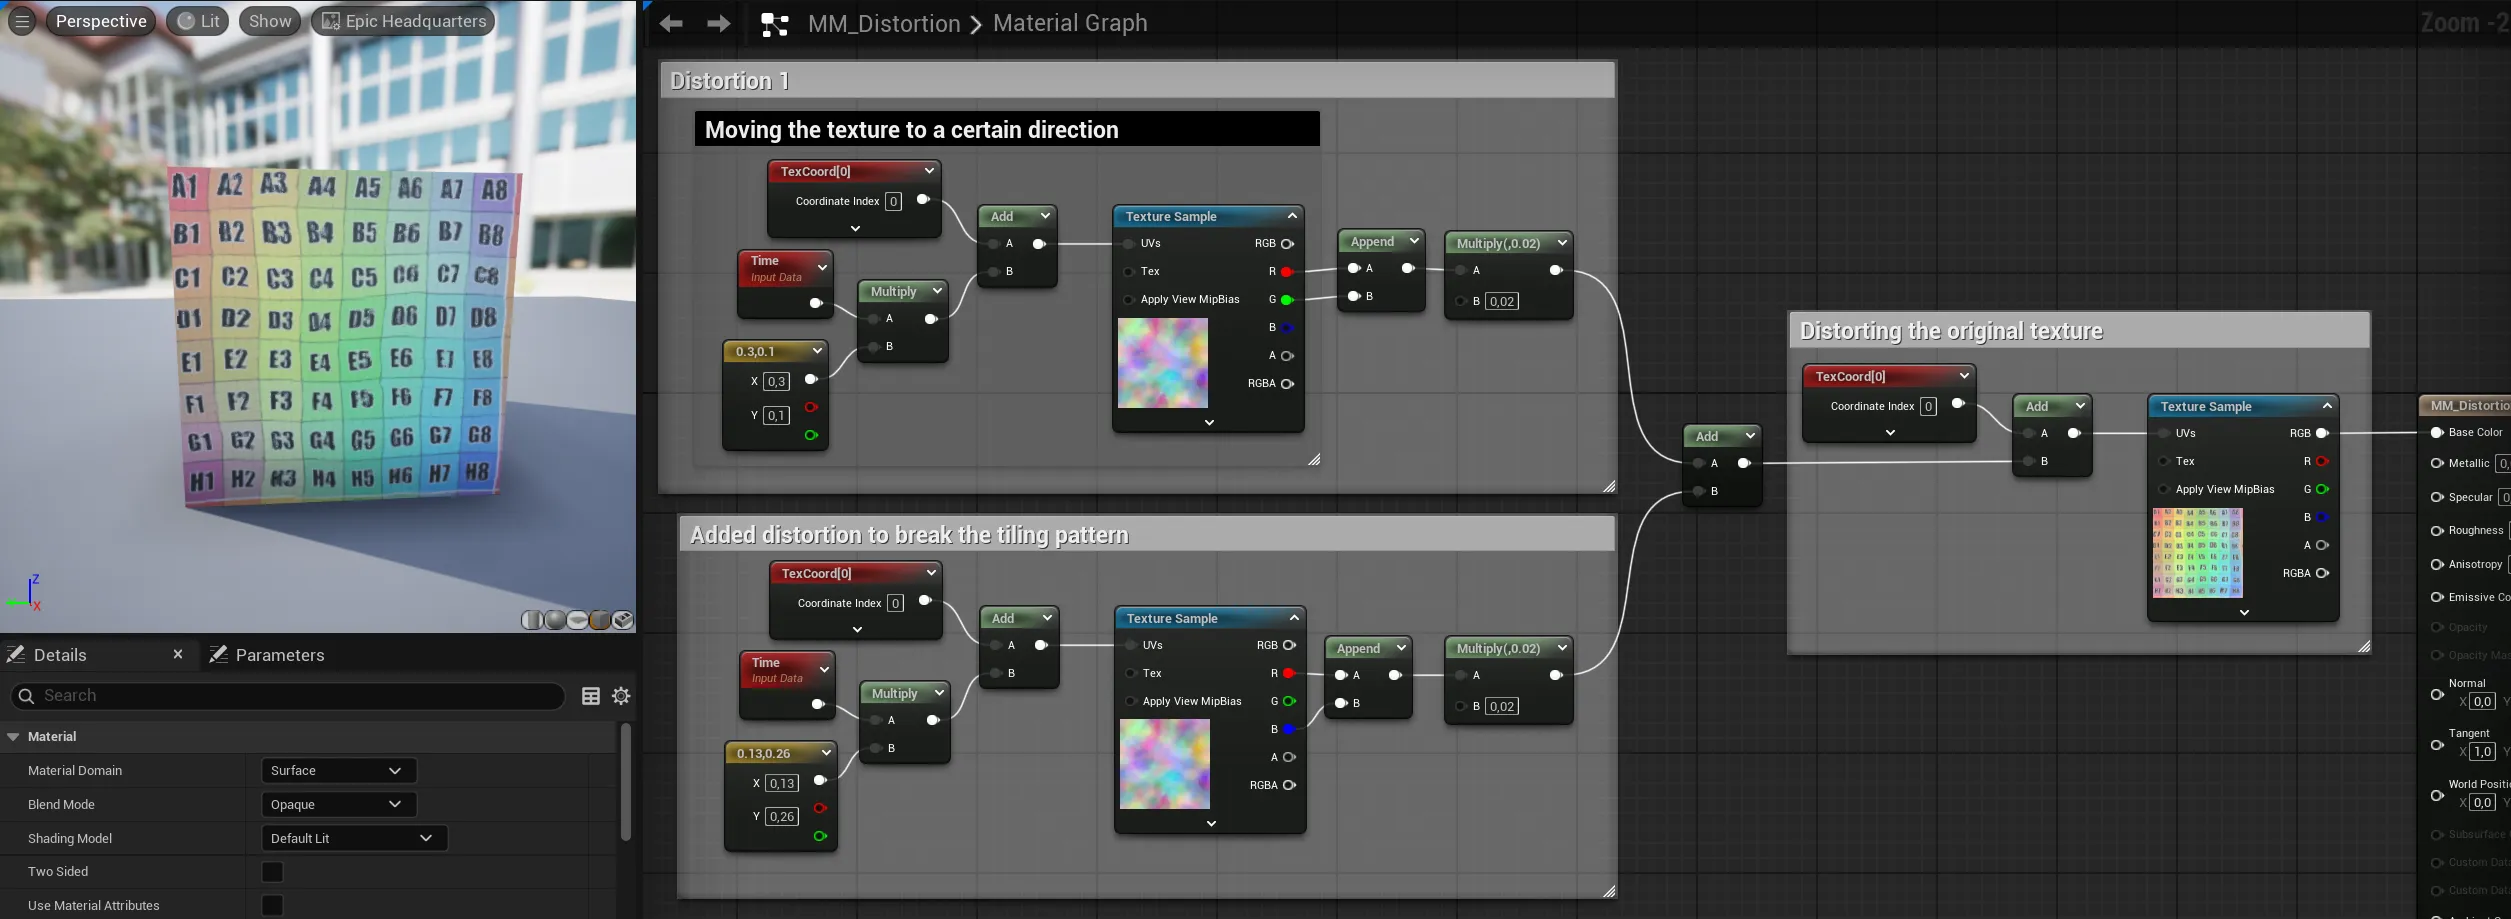 Perspective
Lit
Show
Epic Headquarters
MM_Distortion > Material Graph
Zoom -2
Distortion 1
Moving the texture to a certain direction
TexCoord[0]
Coordinate Index 0
Time
Input Data
0.3,0.1
X 0,3
Y 0,1
Multiply
A
B
Add
A
B
Texture Sample
UVs
Tex
Apply View MipBias
RGB
R
G
B
A
RGBA
Append
A
B
Multiply(,0.02)
A
B 0,02
Added distortion to break the tiling pattern
TexCoord[0]
Coordinate Index 0
Time
Input Data
0.13,0.26
X 0,13
Y 0,26
Multiply
A
B
Add
A
B
Texture Sample
UVs
Tex
Apply View MipBias
RGB
R
G
B
A
RGBA
Append
A
B
Multiply(,0.02)
A
B 0,02
Add
A
B
Distorting the original texture
TexCoord[0]
Coordinate Index 0
Add
A
B
Texture Sample
UVs
Tex
Apply View MipBias
RGB
R
G
B
A
RGBA
MM_Distortio
Base Color
Metallic 0,
Specular 0
Roughness
Anisotropy
Emissive Co
Opacity
Opacity Mas
Normal
X 0,0 Y
Tangent
X 1,0 Y
World Positi
X 0,0 Y
Subsurface
Custom Data
Custom Data
A1 A2 A3 A4 A5 A6 A7 A8
B1 B2 B3 B4 B5 B6 B7 B8
C1 C2 C3 C4 C5 C6 C7 C8
D1 D2 D3 D4 D5 D6 D7 D8
E1 E2 E3 E4 E5 E6 E7 E8
F1 F2 F3 F4 F5 F6 F7 F8
G1 G2 G3 G4 G5 G6 G7 G8
H1 H2 H3 H4 H5 H6 H7 H8
Z
X
Details
Parameters
Search
Material
Material Domain Surface
Blend Mode Opaque
Shading Model Default Lit
Two Sided
Use Material Attributes